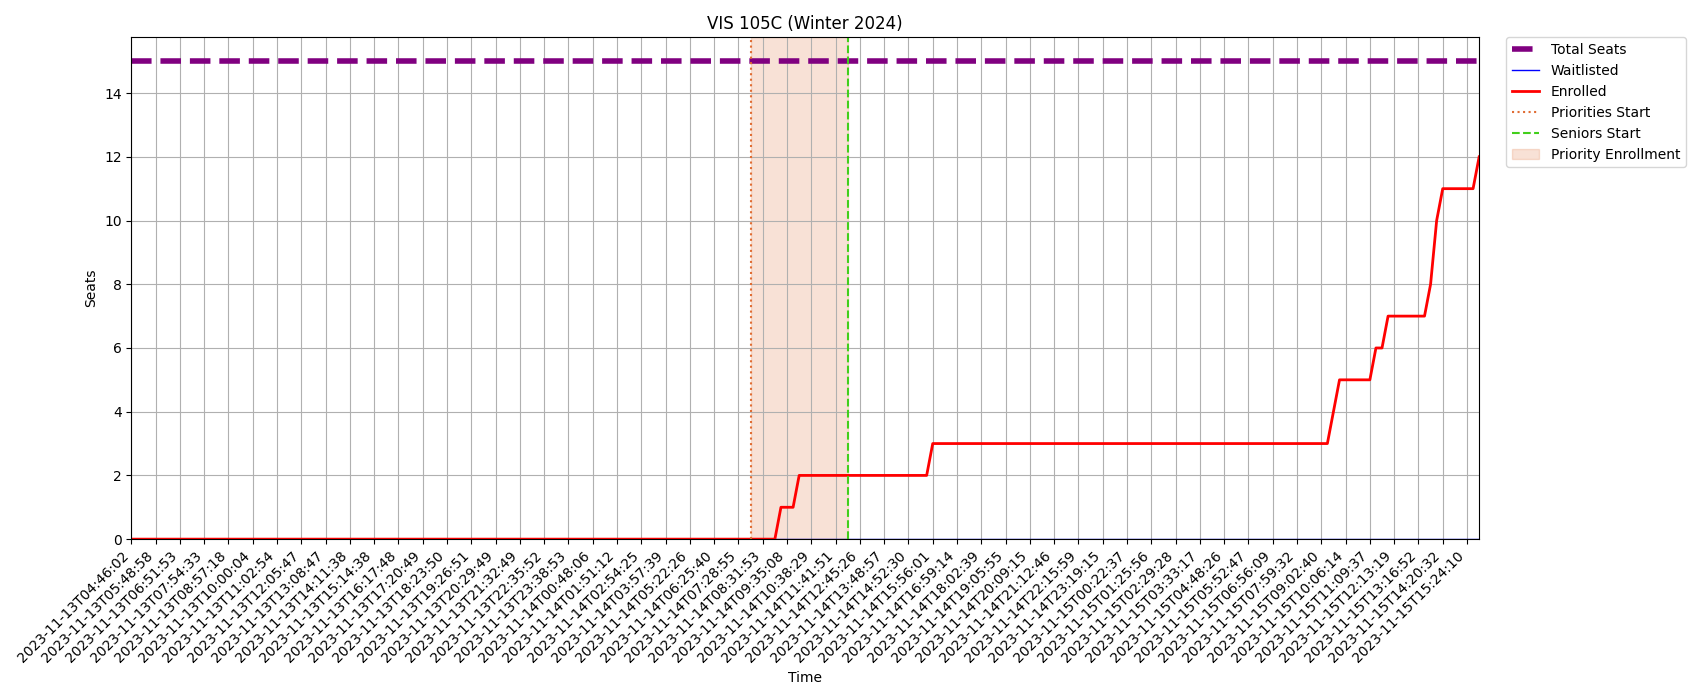 VIS 105C (Winter 2024)
Total Seats
Waitlisted
Enrolled
Priorities Start
Seniors Start
Priority Enrollment
14
12
10
8
6
4
2
0
Seats
2023-11-13T04:46:02
2023-11-13T05:48:58
2023-11-13T06:51:53
2023-11-13T07:54:33
2023-11-13T08:57:18
2023-11-13T10:00:04
2023-11-13T11:02:54
2023-11-13T12:05:47
2023-11-13T13:08:47
2023-11-13T14:11:38
2023-11-13T15:14:38
2023-11-13T16:17:48
2023-11-13T17:20:49
2023-11-13T18:23:50
2023-11-13T19:26:51
2023-11-13T20:29:49
2023-11-13T21:32:49
2023-11-13T22:35:52
2023-11-13T23:38:53
2023-11-14T00:48:06
2023-11-14T01:51:12
2023-11-14T02:54:25
2023-11-14T03:57:39
2023-11-14T05:22:26
2023-11-14T06:25:40
2023-11-14T07:28:55
2023-11-14T08:31:53
2023-11-14T09:35:08
2023-11-14T10:38:29
2023-11-14T11:41:51
2023-11-14T12:45:26
2023-11-14T13:48:57
2023-11-14T14:52:30
2023-11-14T15:56:01
2023-11-14T16:59:14
2023-11-14T18:02:39
2023-11-14T19:05:55
2023-11-14T20:09:15
2023-11-14T21:12:46
2023-11-14T22:15:59
2023-11-14T23:19:15
2023-11-15T00:22:37
2023-11-15T01:25:56
2023-11-15T02:29:28
2023-11-15T03:33:17
2023-11-15T04:48:26
2023-11-15T05:52:47
2023-11-15T06:56:09
2023-11-15T07:59:32
2023-11-15T09:02:40
2023-11-15T10:06:14
2023-11-15T11:09:37
2023-11-15T12:13:19
2023-11-15T13:16:52
2023-11-15T14:20:32
2023-11-15T15:24:10
Time